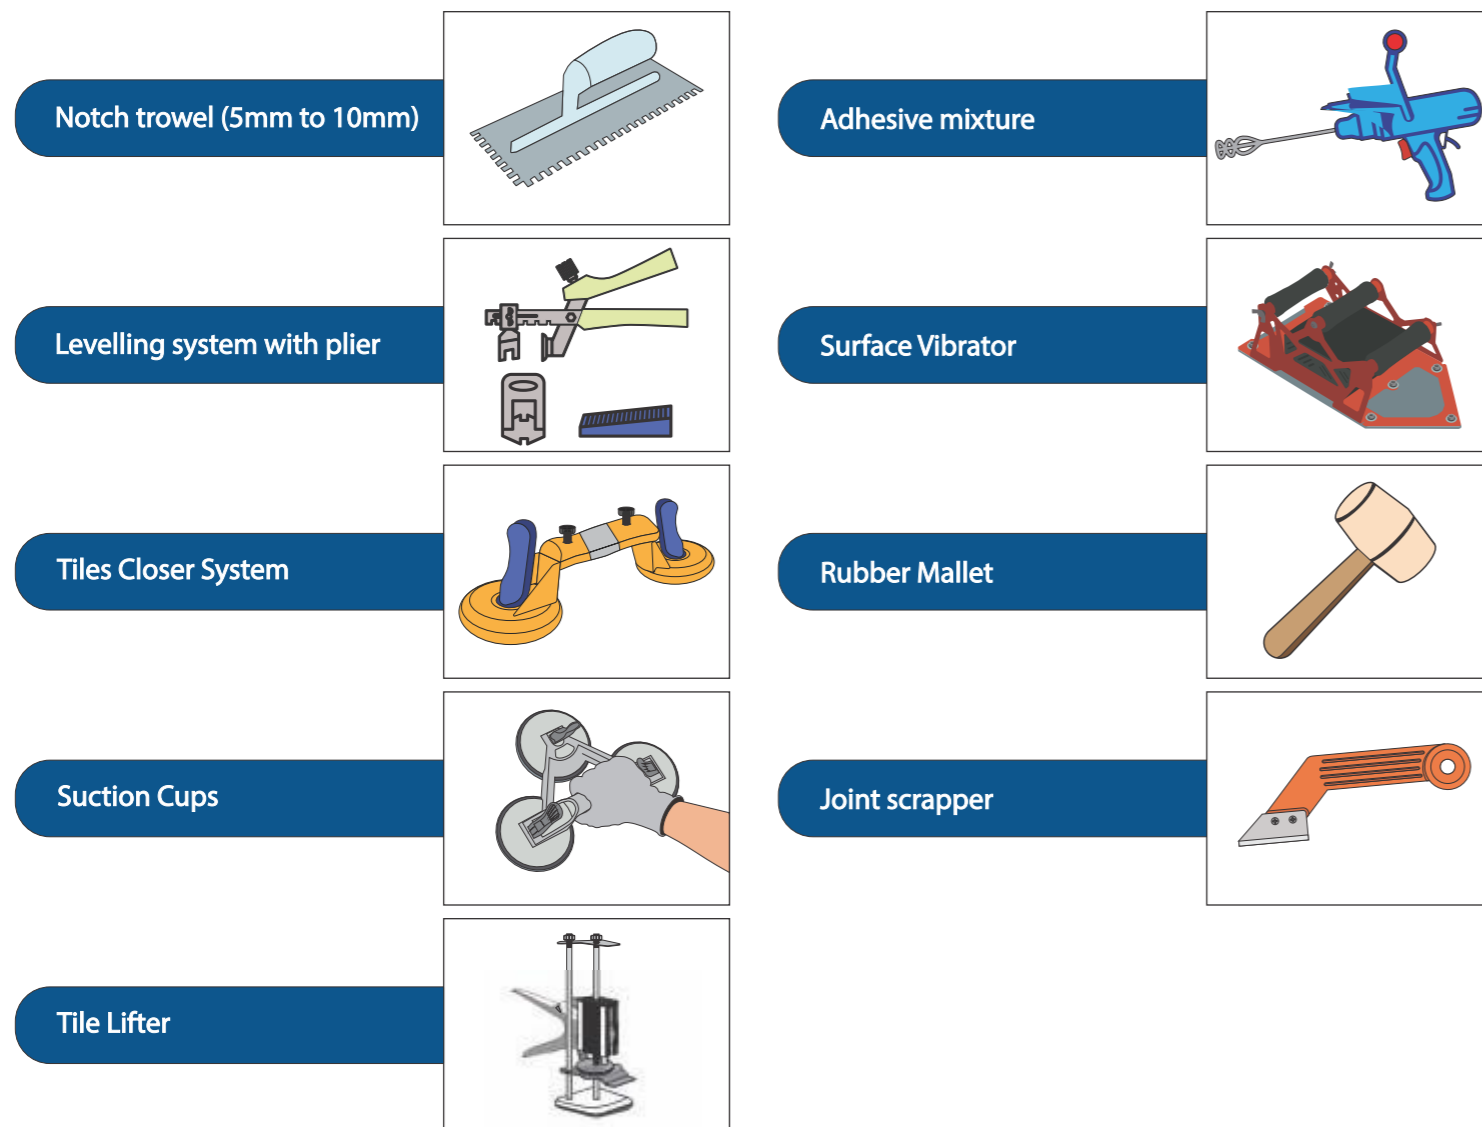 Notch trowel (5mm to 10mm)
Levelling system with plier
Tiles Closer System
Suction Cups
Tile Lifter
Adhesive mixture
Surface Vibrator
Rubber Mallet
Joint scrapper